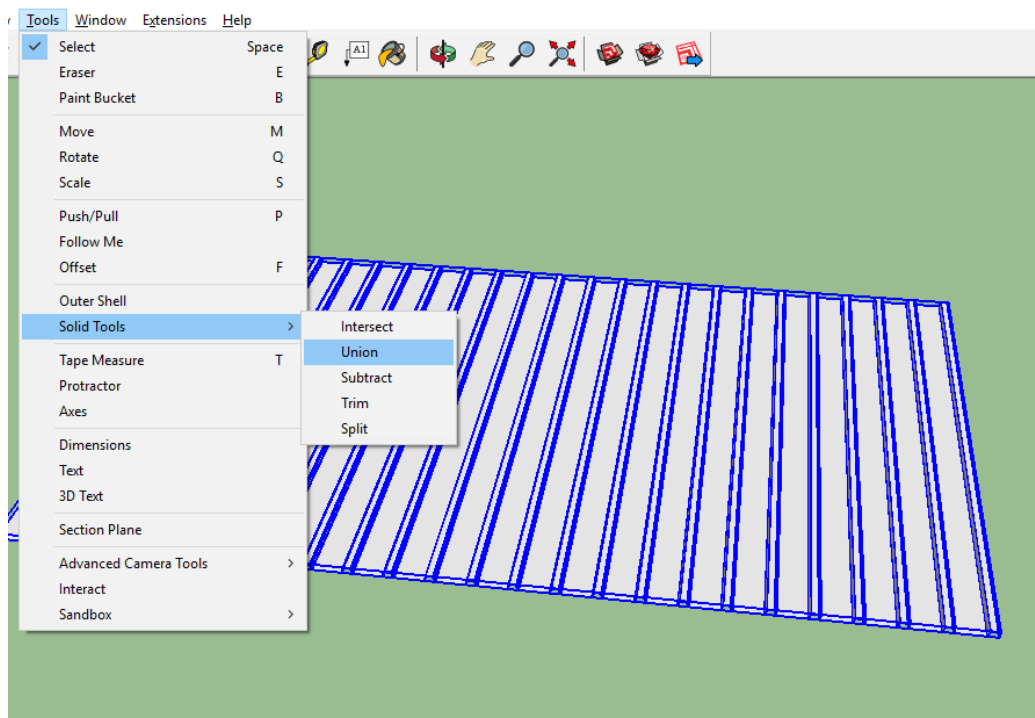 Tools Window Extensions Help
Select Space
Eraser E
Paint Bucket B
Move M
Rotate Q
Scale S
Push/Pull P
Follow Me
Offset F
Outer Shell
Solid Tools >
Intersect
Union
Subtract
Trim
Split
Tape Measure T
Protractor
Axes
Dimensions
Text
3D Text
Section Plane
Advanced Camera Tools >
Interact
Sandbox >
A1